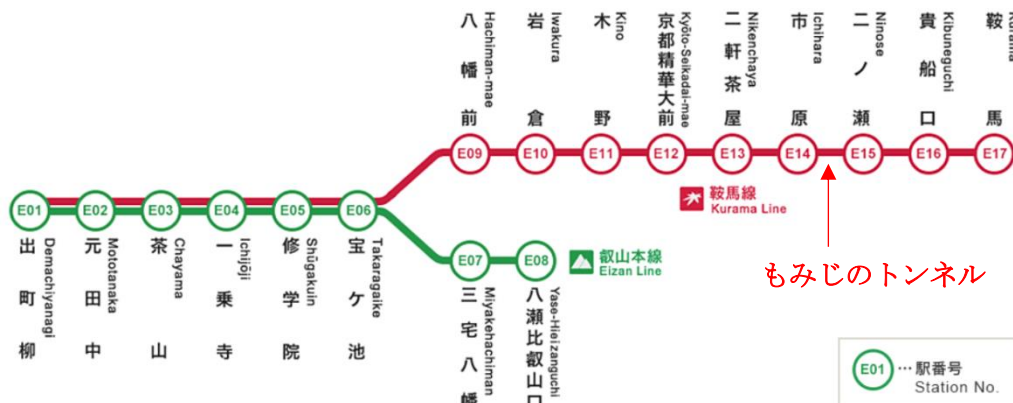 八幡前
Hachiman-mae
岩倉
Iwakura
木野
Kino
京都精華大前
Kyōto-Seikadai-mae
二軒茶屋
Nikenchaya
市原
Ichihara
二ノ瀬
Ninose
貴船口
Kibuneguchi
鞍馬
Kurama
E09 E10 E11 E12 E13 E14 E15 E16 E17
鞍馬線
Kurama Line
E01 E02 E03 E04 E05 E06
出町柳
Demachiyanagi
元田中
Mototanaka
茶山
Chayama
一乗寺
Ichijōji
修学院
Shūgakuin
宝ケ池
Takaragaike
E07 E08
叡山本線
Eizan Line
三宅八幡
Miyakehachiman
八瀬比叡山口
Yase-Hieizanguchi
もみじのトンネル
E01 …駅番号
Station No.